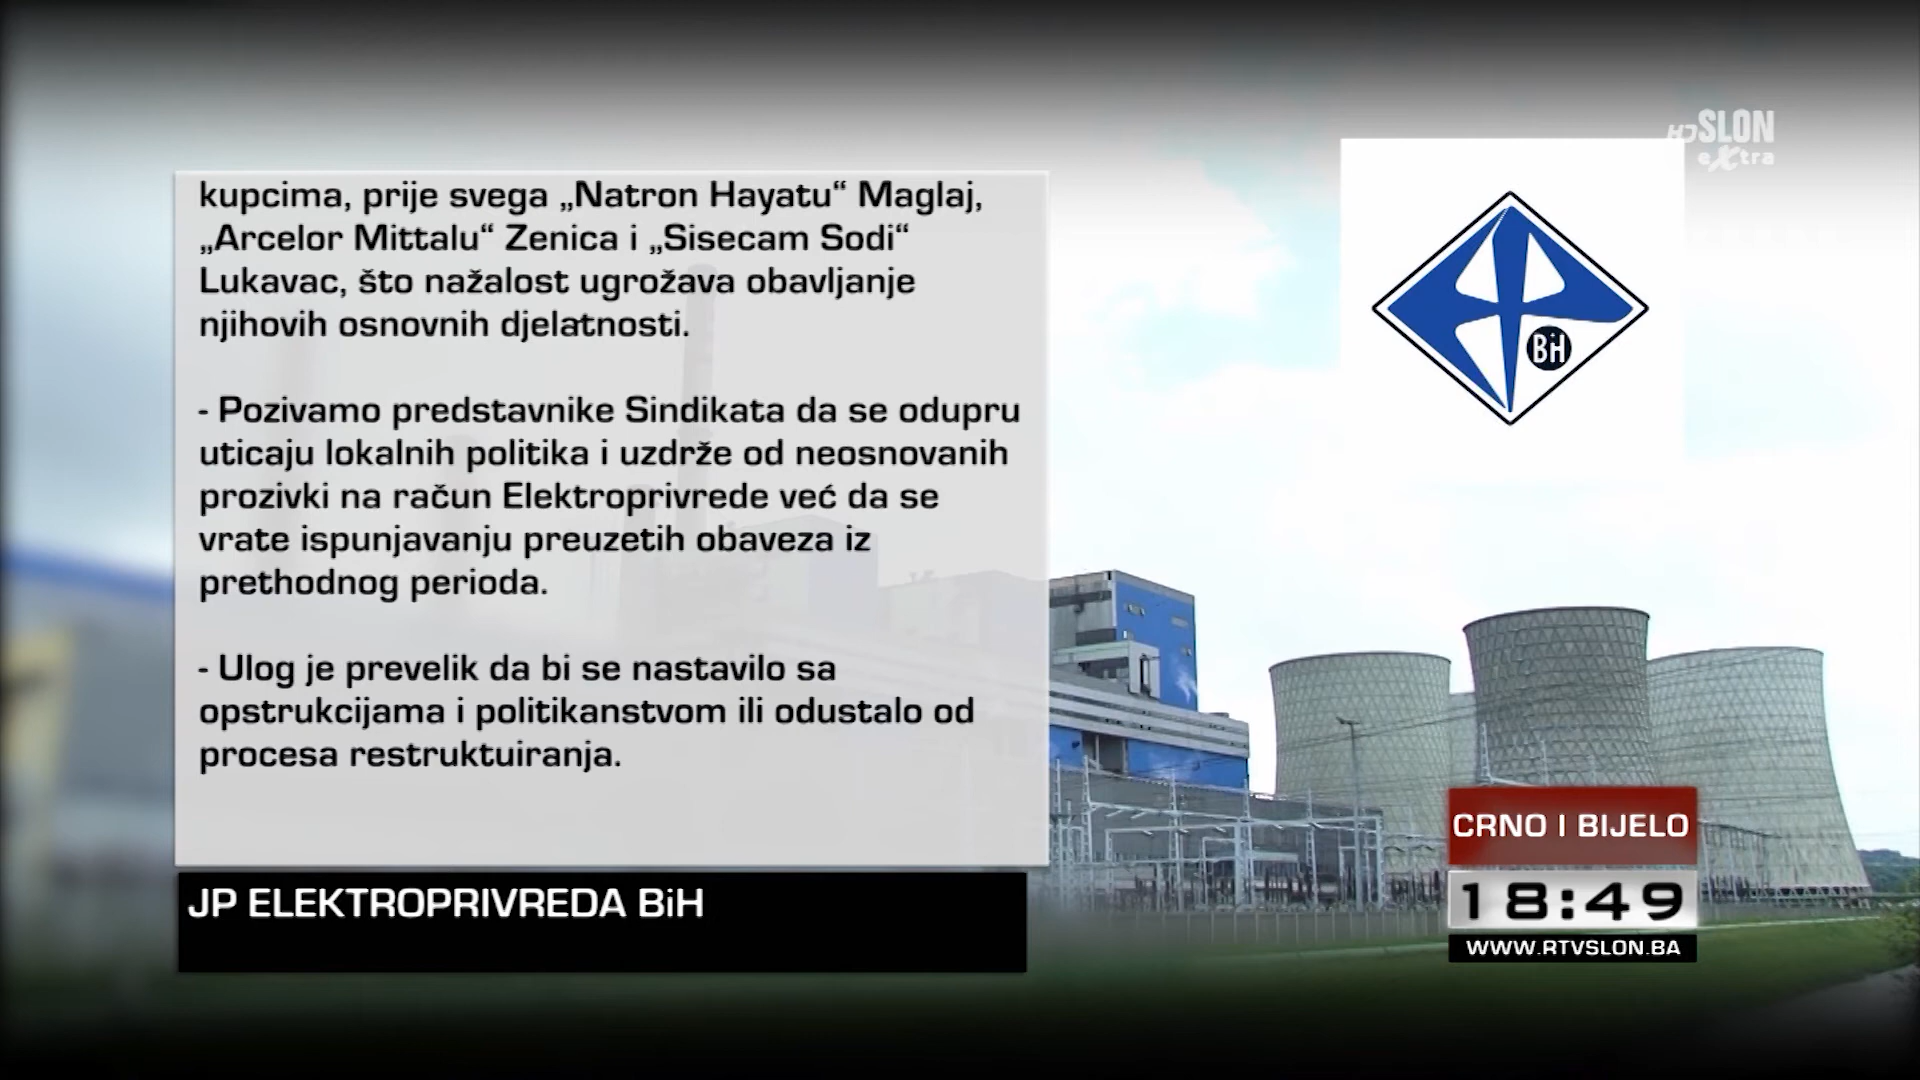 HD SLON
eXtra
kupcima, prije svega „Natron Hayatu“ Maglaj,
„Arcelor Mittalu“ Zenica i „Sisecam Sodi“
Lukavac, što nažalost ugrožava obavljanje
njihovih osnovnih djelatnosti.
- Pozivamo predstavnike Sindikata da se odupru
uticaju lokalnih politika i uzdrže od neosnovanih
prozivki na račun Elektroprivrede već da se
vrate ispunjavanju preuzetih obaveza iz
prethodnog perioda.
- Ulog je prevelik da bi se nastavilo sa
opstrukcijama i politikanstvom ili odustalo od
procesa restruktuiranja.
BiH
JP ELEKTROPRIVREDA BiH
CRNO I BIJELO
18:49
WWW.RTVSLON.BA